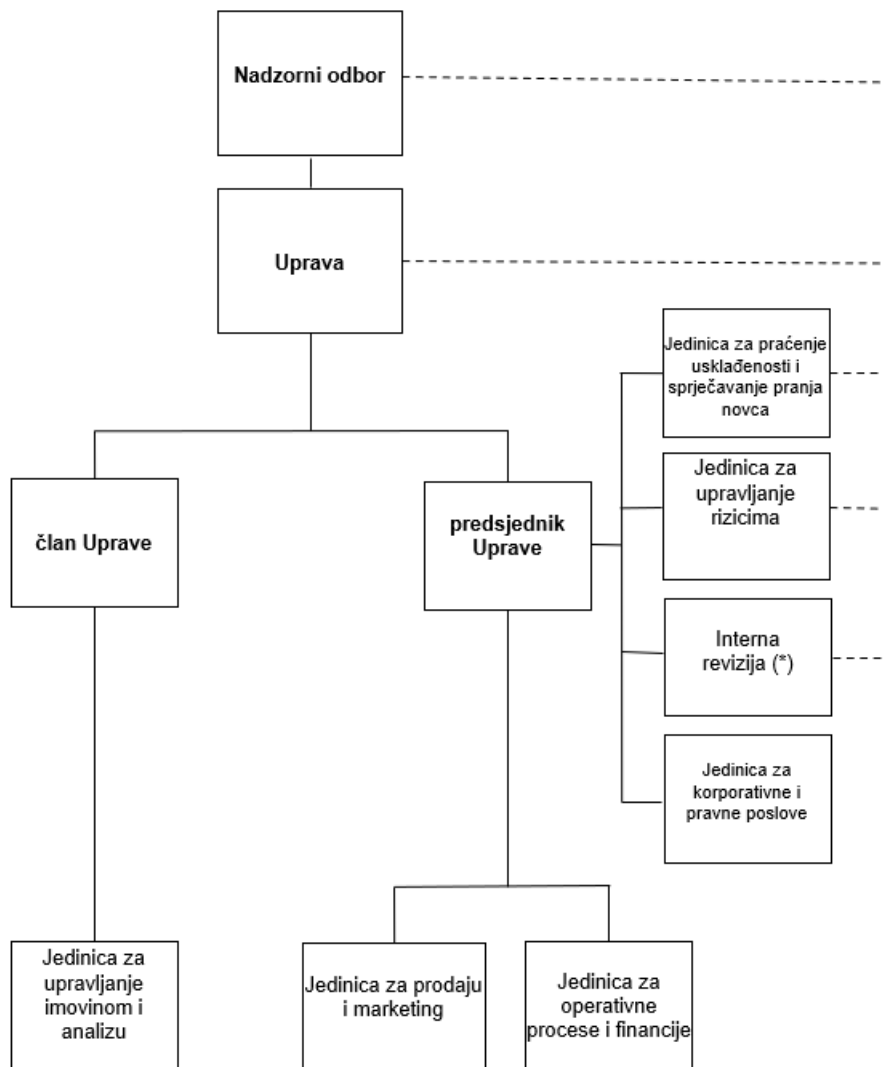 Nadzorni odbor
Uprava
Jedinica za praćenje
usklađenosti i
sprječavanje pranja
novca
Jedinica za
upravljanje
rizicima
član Uprave
predsjednik
Uprave
Interna
revizija (*)
Jedinica za
korporativne i
pravne poslove
Jedinica za
upravljanje
imovinom i
analizu
Jedinica za prodaju
i marketing
Jedinica za
operativne
procese i financije